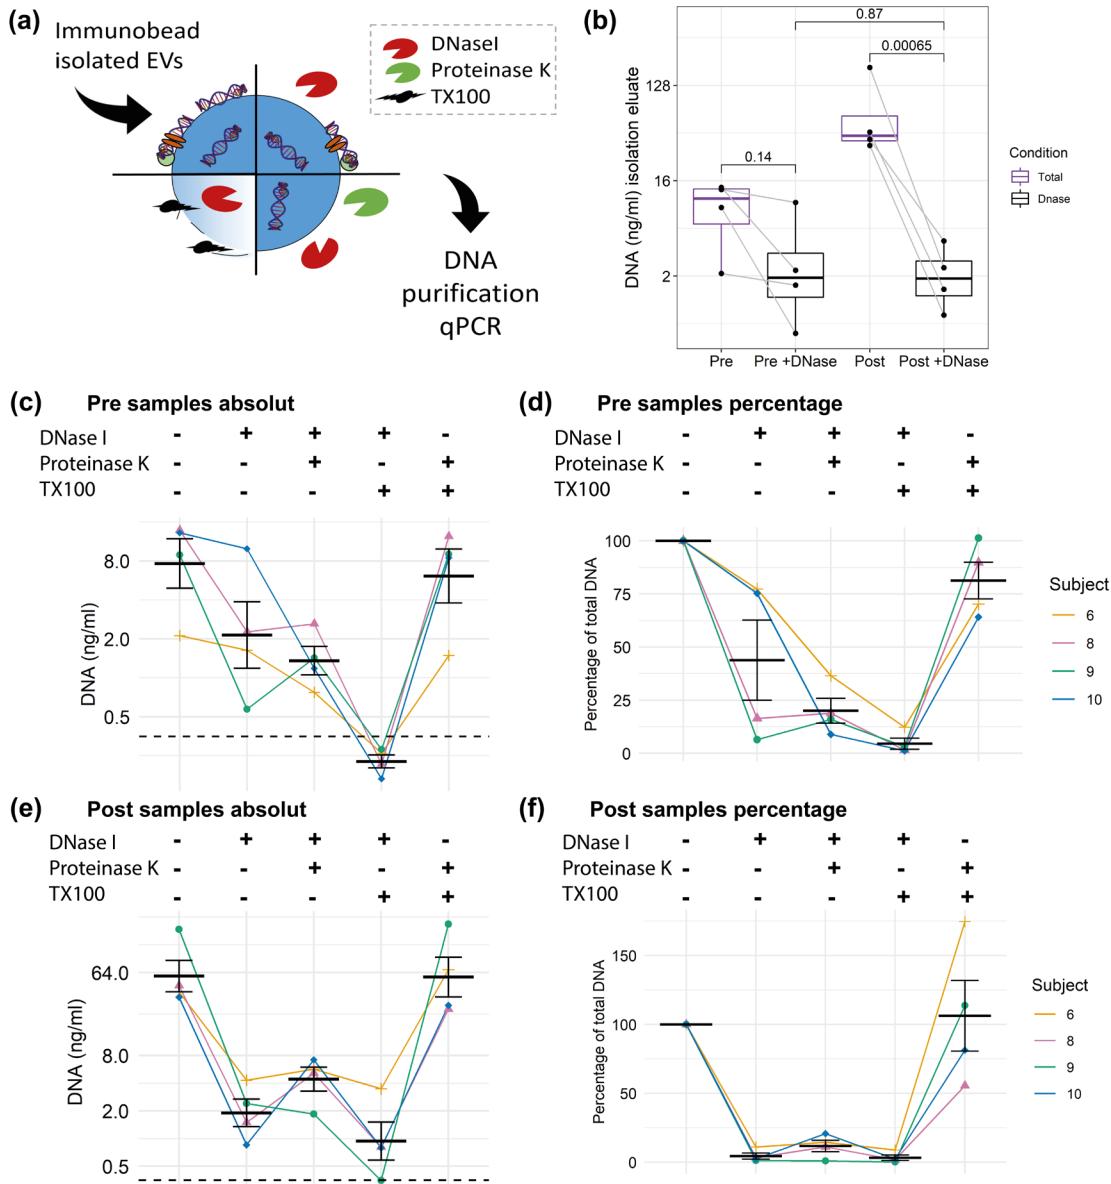 (a)
Immunobead
isolated EVs
DNaseI
Proteinase K
TX100
DNA
purification
qPCR
(b)
DNA (ng/ml) isolation eluate
128
16
2
0.87
0.00065
0.14
Pre
Pre +DNase
Post
Post +DNase
Condition
Total
Dnase
(c) Pre samples absolut
DNase I - + + + -
Proteinase K - - + - +
TX100 - - - + +
DNA (ng/ml)
8.0
2.0
0.5
(d) Pre samples percentage
DNase I - + + + -
Proteinase K - - + - +
TX100 - - - + +
Percentage of total DNA
100
75
50
25
0
Subject
6
8
9
10
(e) Post samples absolut
DNase I - + + + -
Proteinase K - - + - +
TX100 - - - + +
DNA (ng/ml)
64.0
8.0
2.0
0.5
(f) Post samples percentage
DNase I - + + + -
Proteinase K - - + - +
TX100 - - - + +
Percentage of total DNA
150
100
50
0
Subject
6
8
9
10